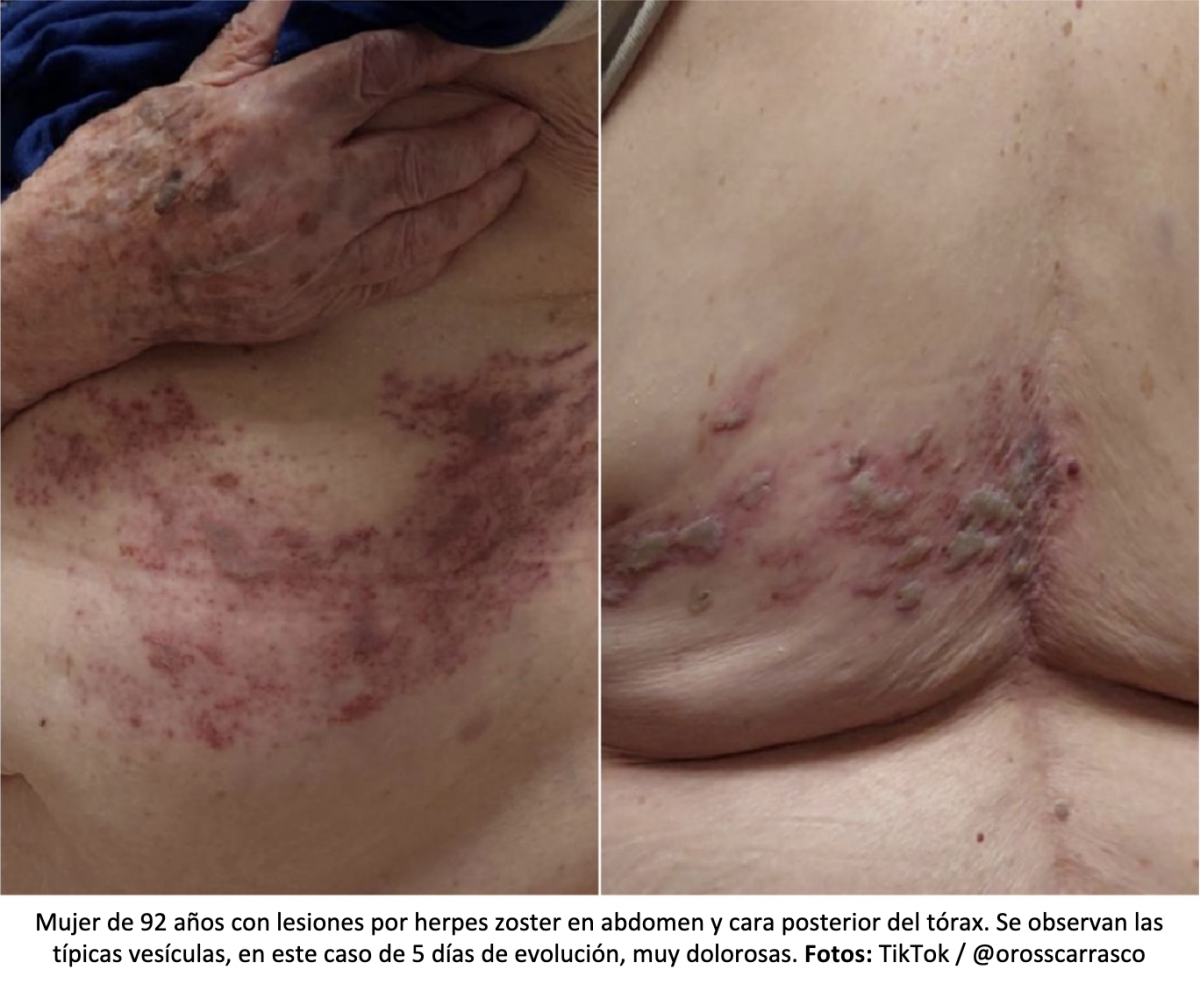 Mujer de 92 años con lesiones por herpes zoster en abdomen y cara posterior del tórax. Se observan las
típicas vesículas, en este caso de 5 días de evolución, muy dolorosas. Fotos: TikTok / @orosscarrasco